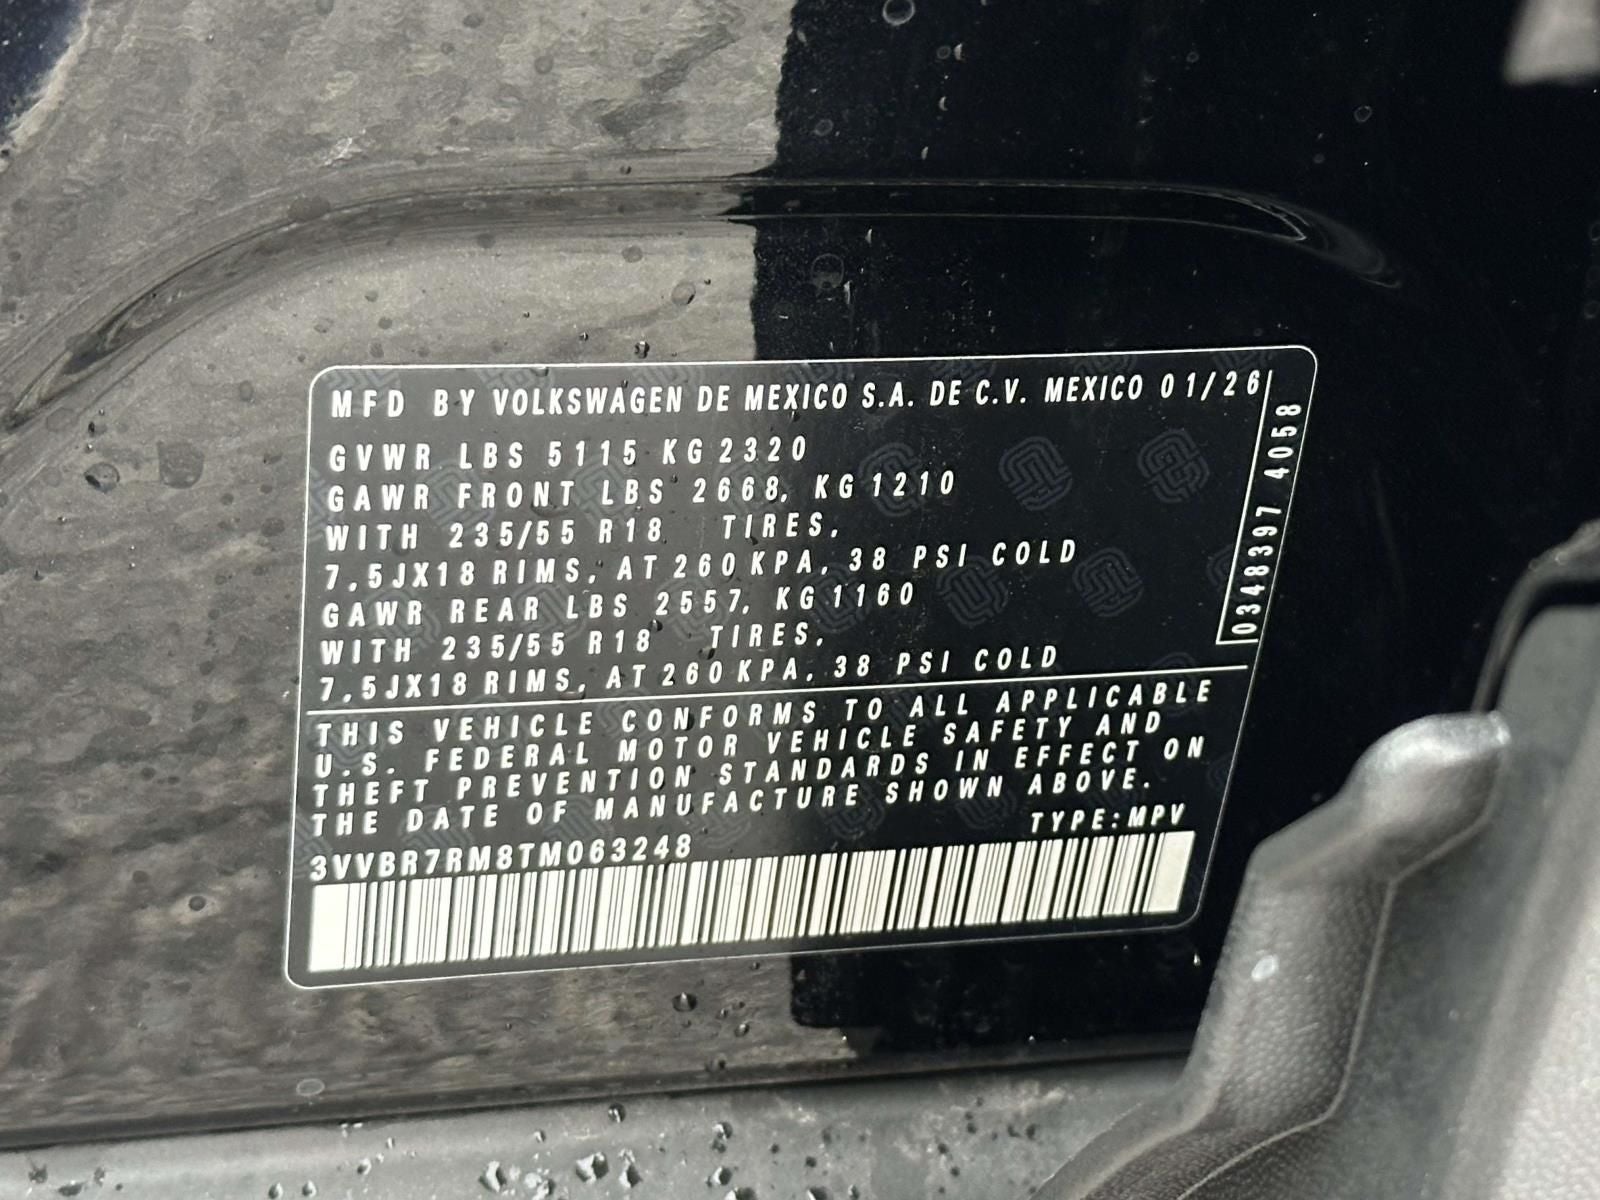 MFD BY VOLKSWAGEN DE MEXICO S.A. DE C.V. MEXICO 01/26
GVWR LBS 5115 KG 2320
GAWR FRONT LBS 2668, KG 1210
WITH 235/55 R18 TIRES,
7,5JX18 RIMS, AT 260 KPA, 38 PSI COLD
GAWR REAR LBS 2557, KG 1160
WITH 235/55 R18 TIRES,
7,5JX18 RIMS, AT 260 KPA, 38 PSI COLD
0348397 4058
THIS VEHICLE CONFORMS TO ALL APPLICABLE
U.S. FEDERAL MOTOR VEHICLE SAFETY AND
THEFT PREVENTION STANDARDS IN EFFECT ON
THE DATE OF MANUFACTURE SHOWN ABOVE.
TYPE:MPV
3VVBR7RM8TM063248